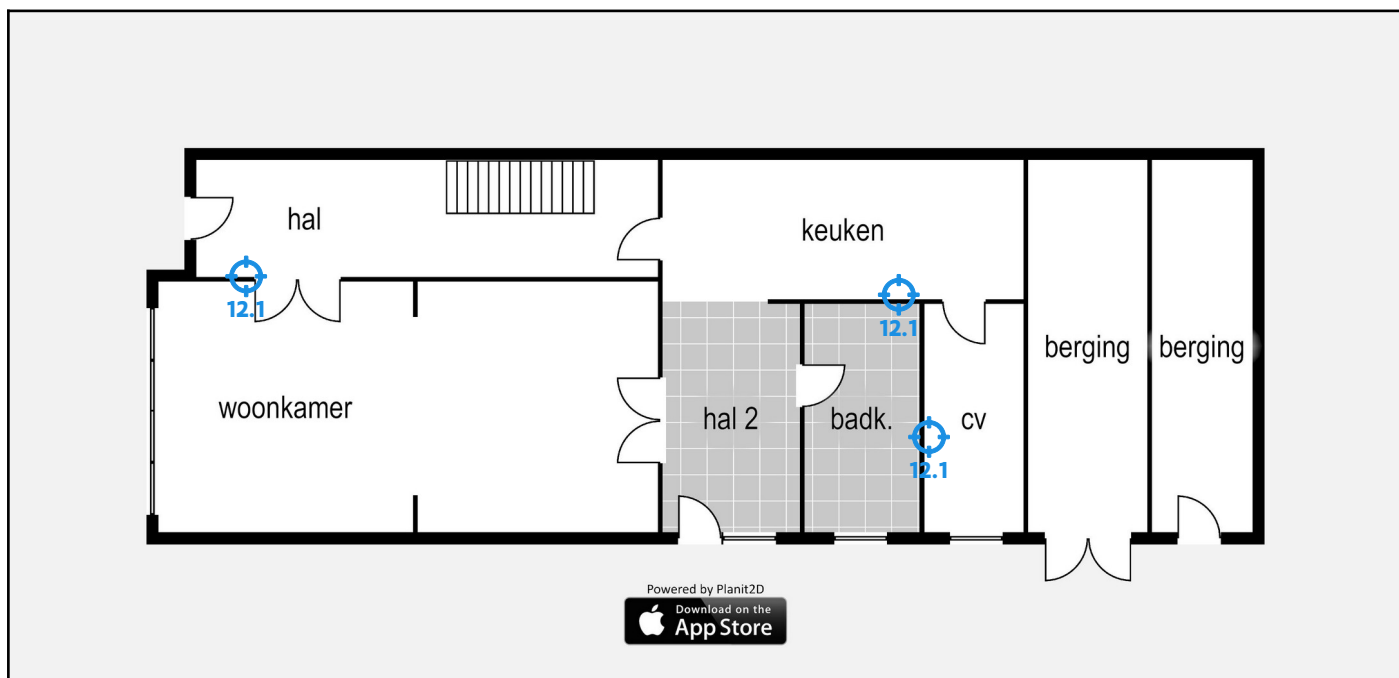 hal
keuken
12.1
12.1
berging
berging
woonkamer
hal 2
badk.
cv
12.1
Powered by Planit2D
Download on the
App Store